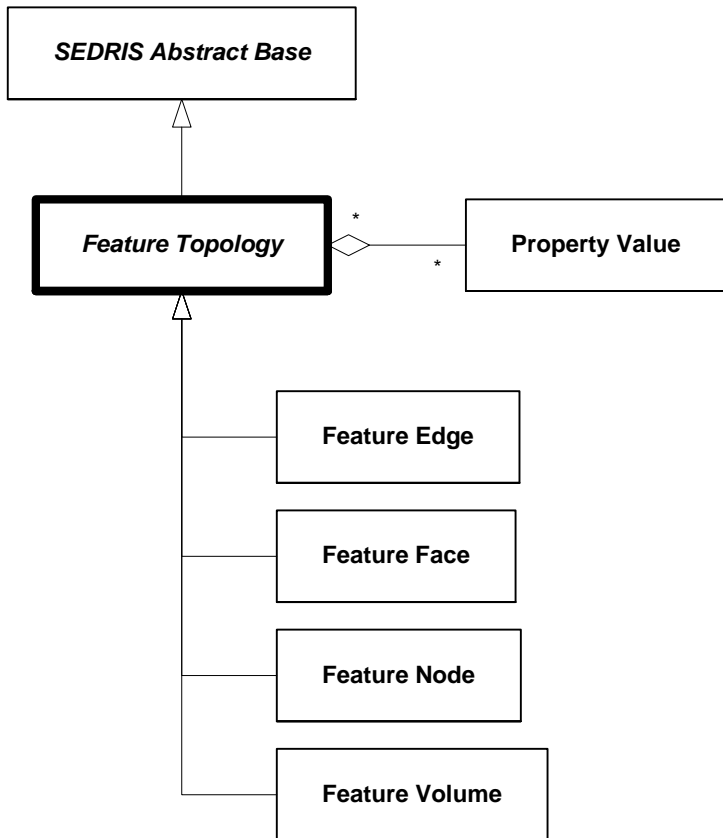 SEDRIS Abstract Base
Feature Topology
*
*
Property Value
Feature Edge
Feature Face
Feature Node
Feature Volume